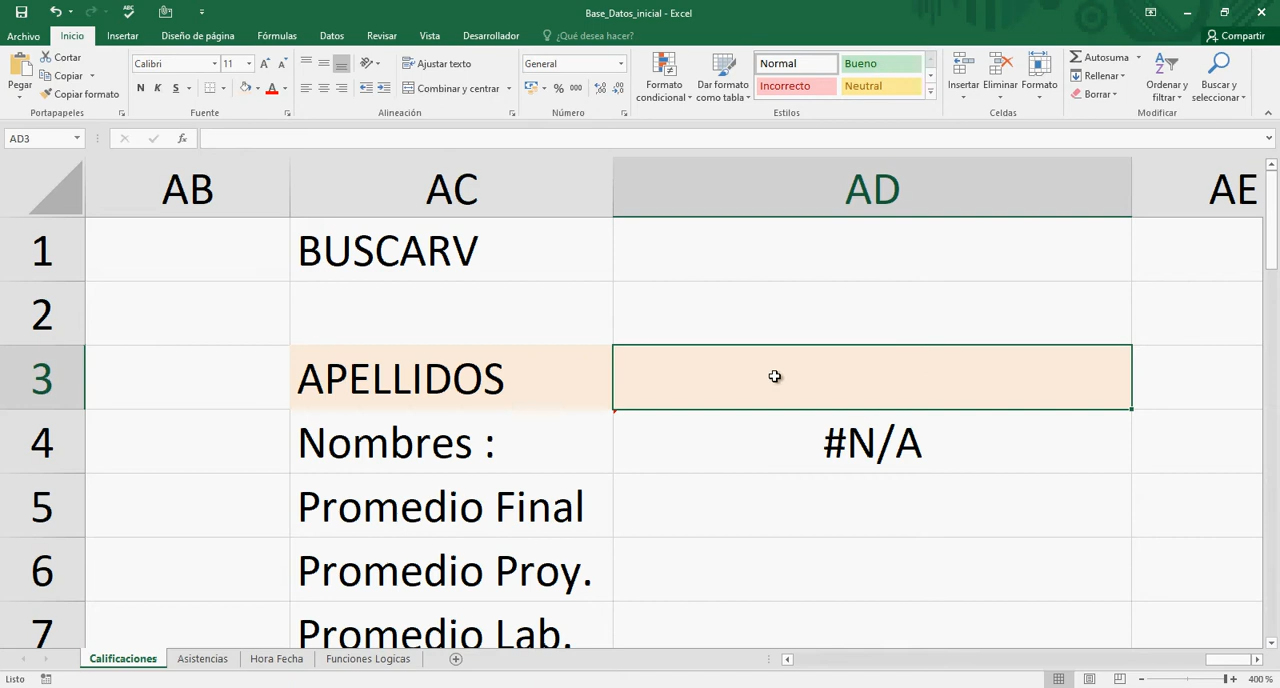 Base_Datos_inicial - Excel
Archivo Inicio Insertar Diseño de página Fórmulas Datos Revisar Vista Desarrollador ¿Qué desea hacer? Compartir
Cortar
Copiar
Copiar formato
Pegar
Portapapeles
Calibri 11
N K S
Fuente
Ajustar texto
Combinar y centrar
Alineación
General
% 000
Número
Formato condicional
Dar formato como tabla
Normal Bueno
Incorrecto Neutral
Estilos
Insertar Eliminar Formato
Celdas
Autosuma
Rellenar
Borrar
Ordenar y filtrar
Buscar y seleccionar
Modificar
AD3 fx
AB AC AD AE
1 BUSCARV
2
3 APELLIDOS
4 Nombres : #N/A
5 Promedio Final
6 Promedio Proy.
7 Promedio Lab.
Calificaciones Asistencias Hora Fecha Funciones Logicas
Listo 400 %